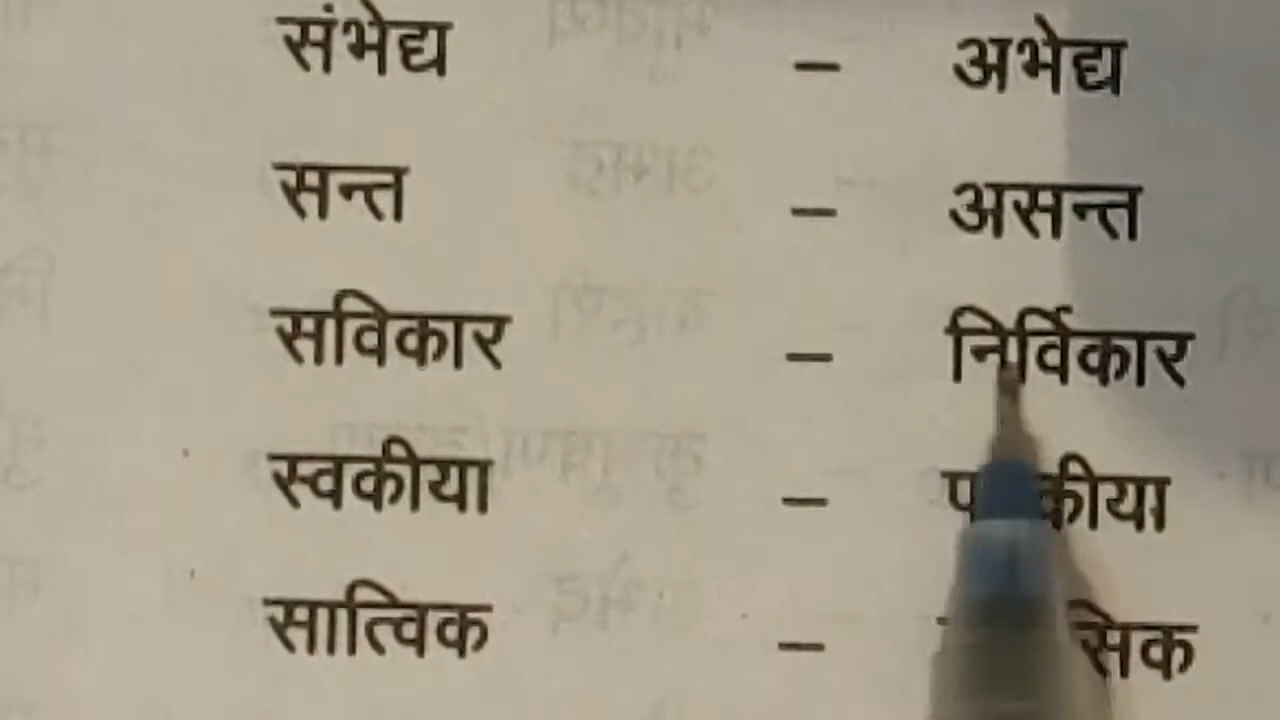 संभेद्य – अभेद्य
सन्त – असन्त
सविकार – निर्विकार
स्वकीया –
सात्विक –